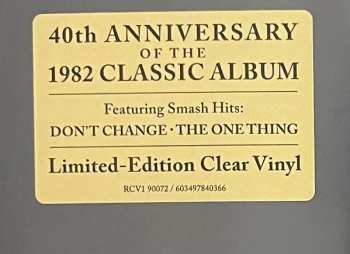 40th ANNIVERSARY
OF THE
1982 CLASSIC ALBUM
Featuring Smash Hits:
DON'T CHANGE • THE ONE THING
Limited-Edition Clear Vinyl
RCV1 90072 / 603497840366